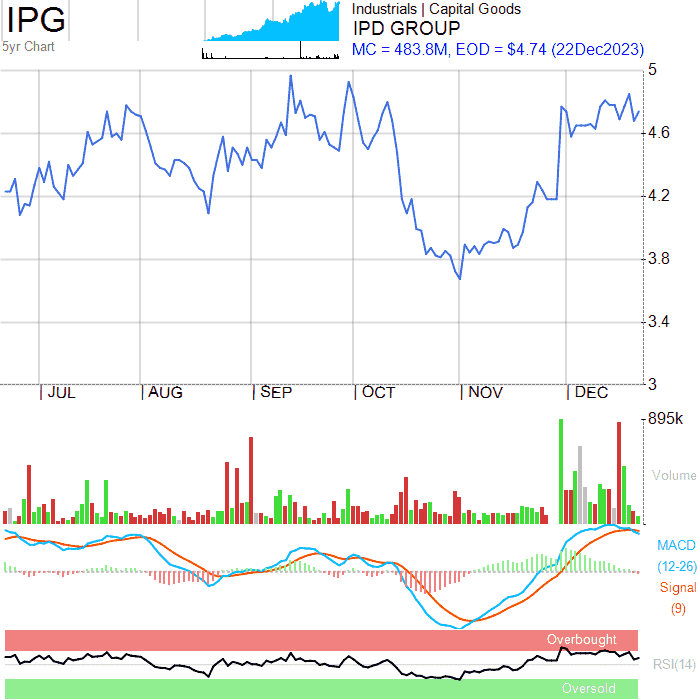 IPG
5yr Chart
Industrials | Capital Goods
IPD GROUP
MC = 483.8M, EOD = $4.74 (22Dec2023)
5
4.6
4.2
3.8
3.4
3
JUL AUG SEP OCT NOV DEC
895k
Volume
MACD
(12-26)
Signal
(9)
Overbought
RSI(14)
Oversold